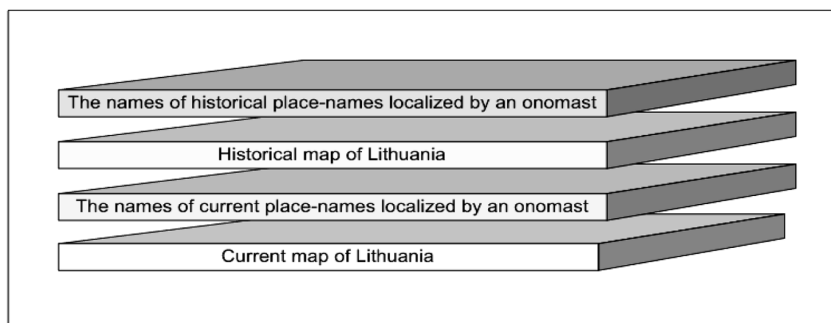 The names of historical place-names localized by an onomast
Historical map of Lithuania
The names of current place-names localized by an onomast
Current map of Lithuania